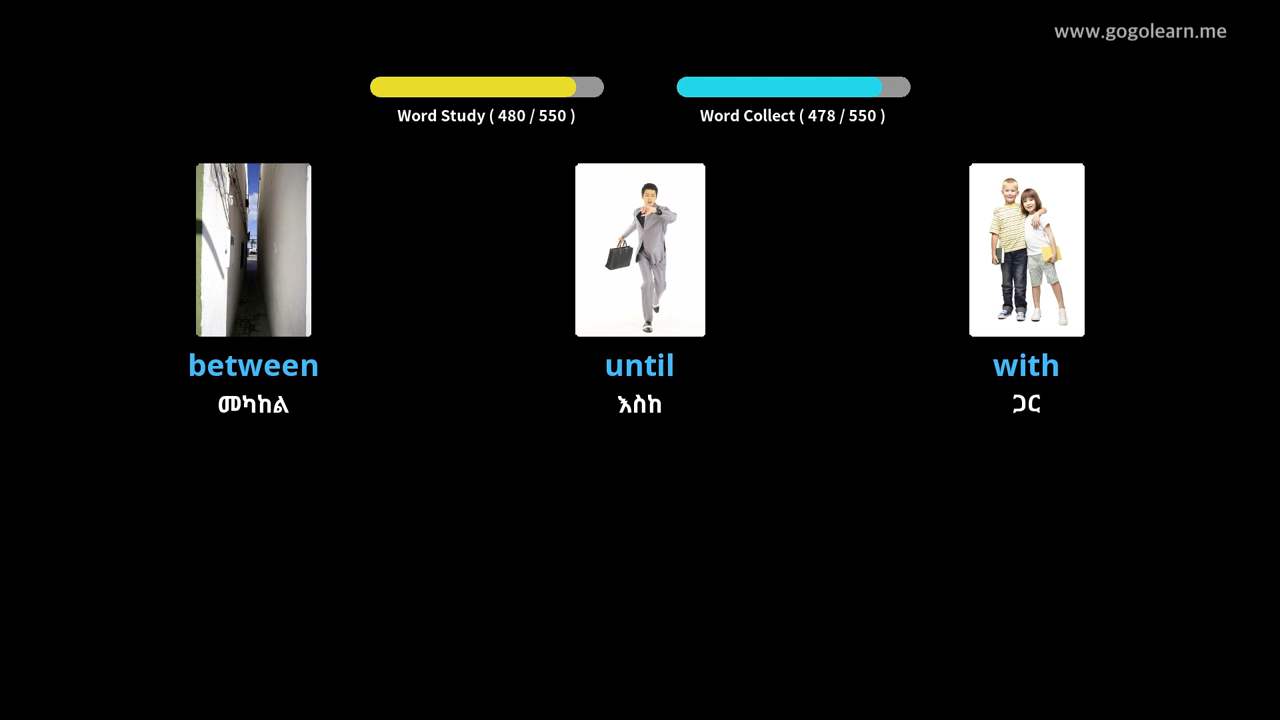 www.gogolearn.me
Word Study ( 480 / 550 )
Word Collect ( 478 / 550 )
between
until
with
መካከል
እስከ
ጋር